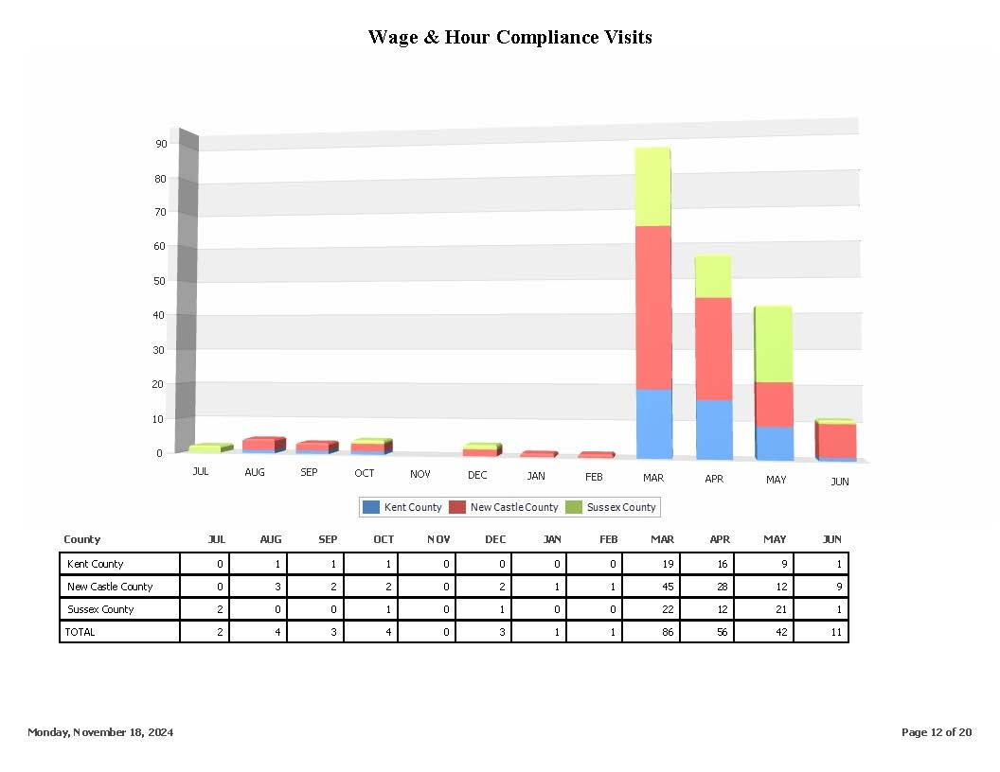 Wage & Hour Compliance Visits
90
80
70
60
50
40
30
20
10
0
JUL AUG SEP OCT NOV DEC JAN FEB MAR APR MAY JUN
Kent County New Castle County Sussex County
County JUL AUG SEP OCT NOV DEC JAN FEB MAR APR MAY JUN
Kent County 0 1 1 1 0 0 0 0 19 16 9 1
New Castle County 0 3 2 2 0 2 1 1 45 28 12 9
Sussex County 2 0 0 1 0 1 0 0 22 12 21 1
TOTAL 2 4 3 4 0 3 1 1 86 56 42 11
Monday, November 18, 2024 Page 12 of 20